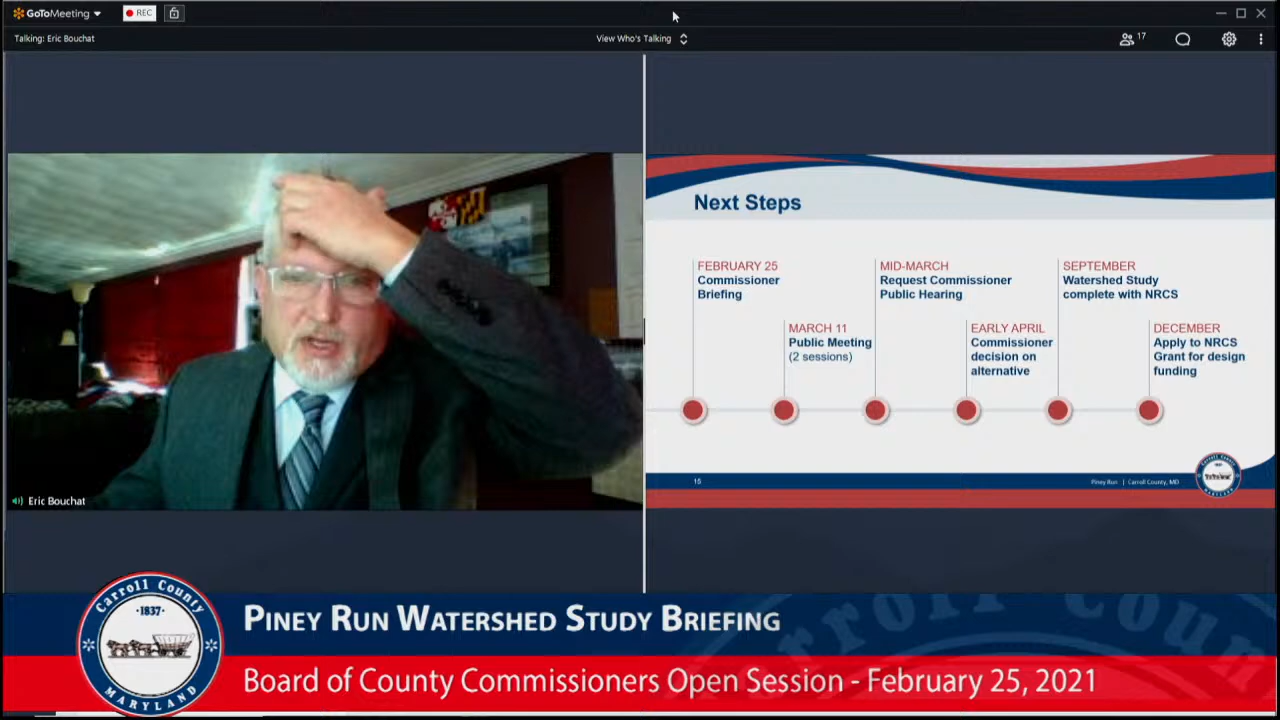 GoToMeeting
REC
Talking: Eric Bouchat
View Who's Talking
17
Next Steps
FEBRUARY 25
Commissioner
Briefing
MARCH 11
Public Meeting
(2 sessions)
MID-MARCH
Request Commissioner
Public Hearing
EARLY APRIL
Commissioner
decision on
alternative
SEPTEMBER
Watershed Study
complete with NRCS
DECEMBER
Apply to NRCS
Grant for design
funding
15
Piney Run | Carroll County, MD
Eric Bouchat
Carroll County
·1837·
MARYLAND
PINEY RUN WATERSHED STUDY BRIEFING
Board of County Commissioners Open Session - February 25, 2021